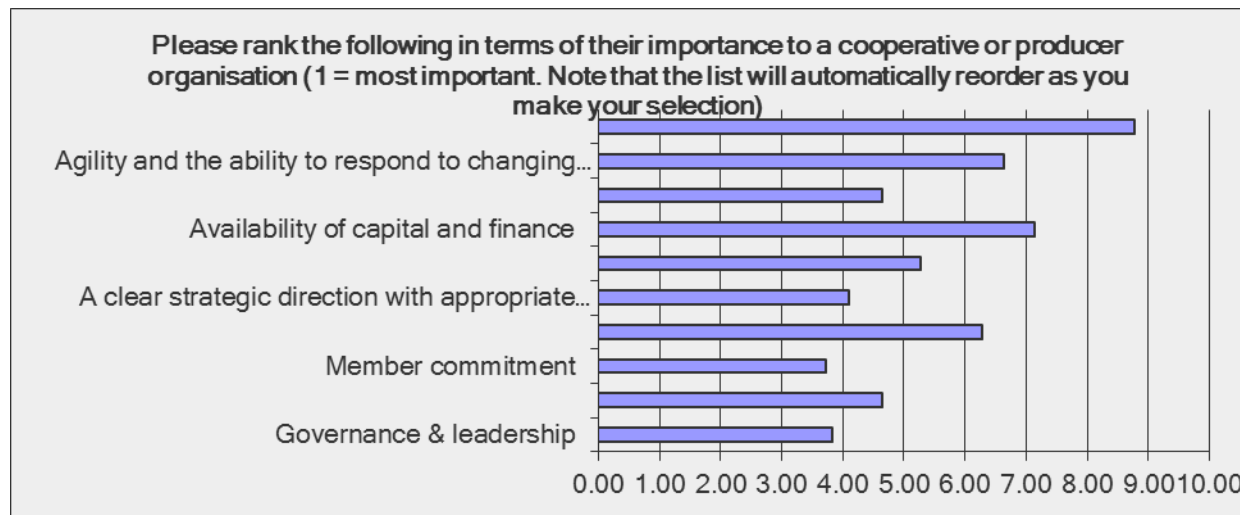 Please rank the following in terms of their importance to a cooperative or producer
organisation (1 = most important. Note that the list will automatically reorder as you
make your selection)
Agility and the ability to respond to changing...
Availability of capital and finance
A clear strategic direction with appropriate...
Member commitment
Governance & leadership
0.00 1.00 2.00 3.00 4.00 5.00 6.00 7.00 8.00 9.00 10.00